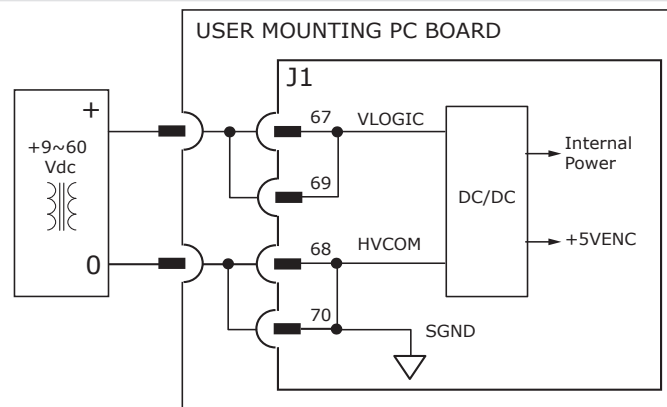 USER MOUNTING PC BOARD
J1
+
+9~60
Vdc
0
67
VLOGIC
69
68
HVCOM
70
SGND
DC/DC
Internal
Power
+5VENC